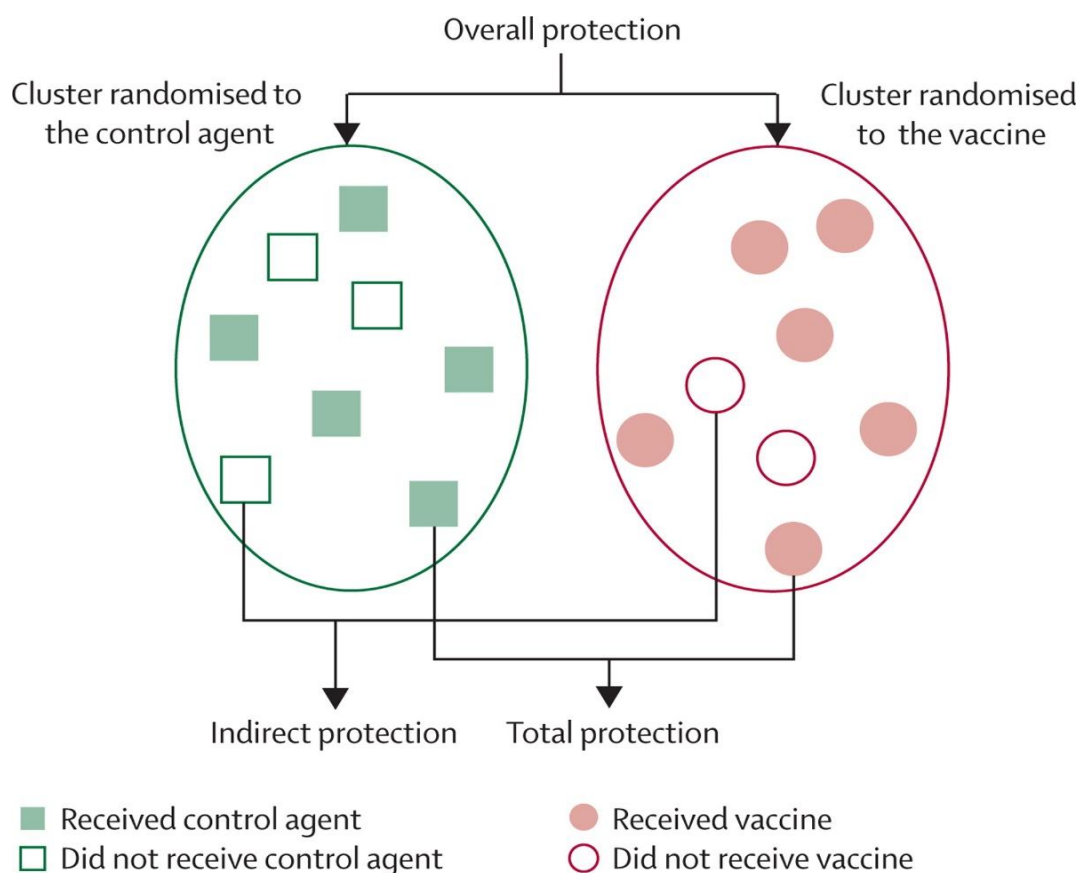 Overall protection
Cluster randomised to
the control agent
Cluster randomised
to the vaccine
Indirect protection
Total protection
Received control agent
Did not receive control agent
Received vaccine
Did not receive vaccine